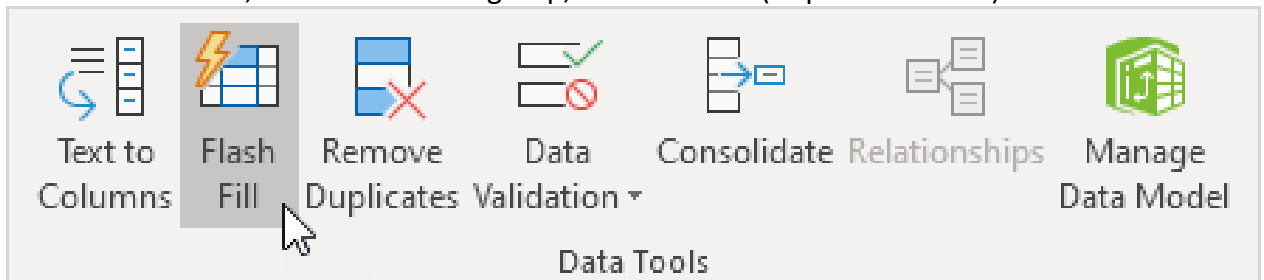 Text to Flash Remove Data Consolidate Relationships Manage
Columns Fill Duplicates Validation Data Model
Data Tools